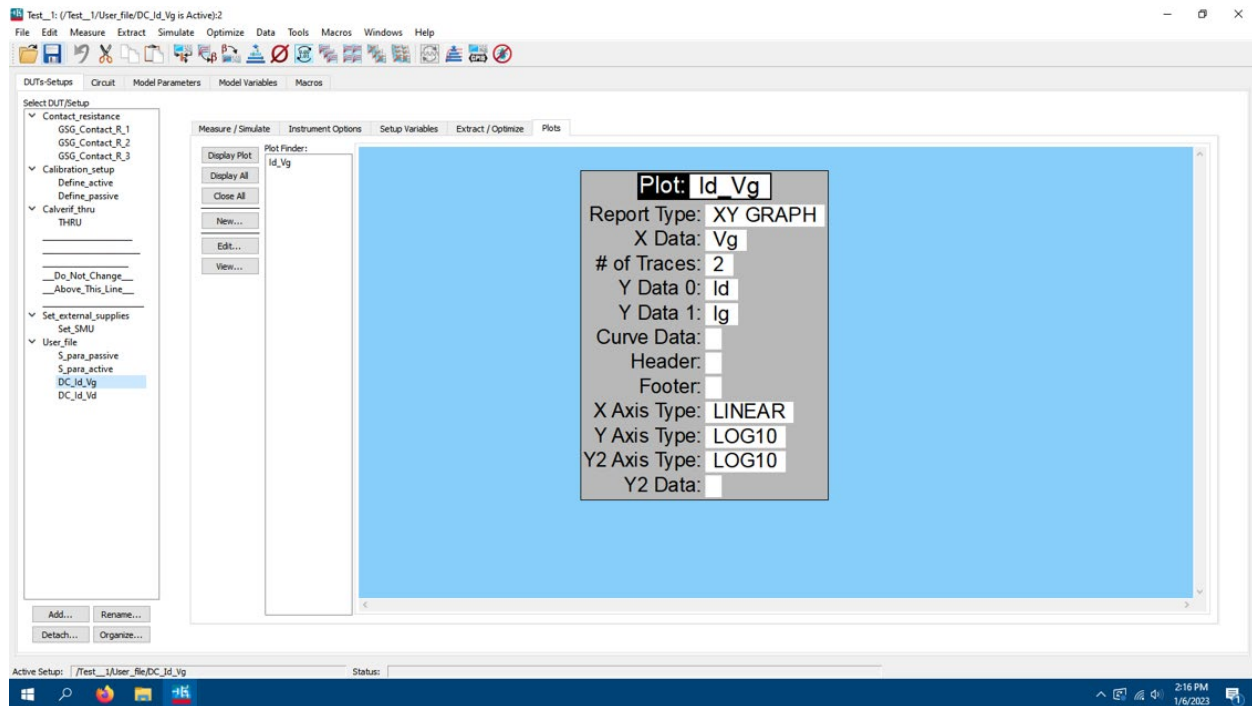 Test__1: (/Test__1/User_file/DC_Id_Vg is Active):2
File Edit Measure Extract Simulate Optimize Data Tools Macros Windows Help
DUTs-Setups Circuit Model Parameters Model Variables Macros
Select DUT/Setup
Contact_resistance
GSG_Contact_R_1
GSG_Contact_R_2
GSG_Contact_R_3
Calibration_setup
Define_active
Define_passive
Calverif_thru
THRU
__Do_Not_Change__
__Above_This_Line__
Set_external_supplies
Set_SMU
User_file
S_para_passive
S_para_active
DC_Id_Vg
DC_Id_Vd
Add... Rename...
Detach... Organize...
Measure / Simulate Instrument Options Setup Variables Extract / Optimize Plots
Display Plot
Display All
Close All
New...
Edit...
View...
Plot Finder:
Id_Vg
Plot: Id_Vg
Report Type: XY GRAPH
X Data: Vg
# of Traces: 2
Y Data 0: Id
Y Data 1: Ig
Curve Data:
Header:
Footer:
X Axis Type: LINEAR
Y Axis Type: LOG10
Y2 Axis Type: LOG10
Y2 Data:
Active Setup: /Test__1/User_file/DC_Id_Vg Status:
2:16 PM
1/6/2023